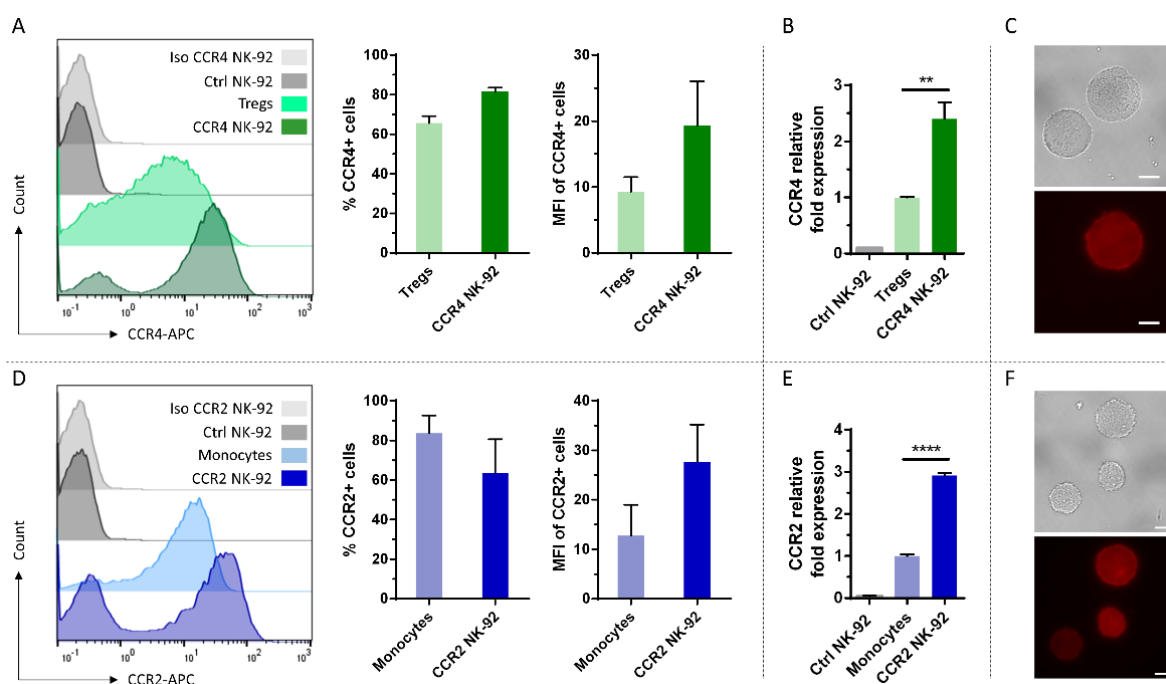 A
Iso CCR4 NK-92
Ctrl NK-92
Tregs
CCR4 NK-92
Count
10-1 100 101 102 103
CCR4-APC
% CCR4+ cells
100
80
60
40
20
0
Tregs
CCR4 NK-92
MFI of CCR4+ cells
30
20
10
0
Tregs
CCR4 NK-92
B
CCR4 relative
fold expression
3
2
1
0
**
Ctrl NK-92
Tregs
CCR4 NK-92
C
D
Iso CCR2 NK-92
Ctrl NK-92
Monocytes
CCR2 NK-92
Count
10-1 100 101 102 103
CCR2-APC
% CCR2+ cells
100
80
60
40
20
0
Monocytes
CCR2 NK-92
MFI of CCR2+ cells
40
30
20
10
0
Monocytes
CCR2 NK-92
E
CCR2 relative
fold expression
3
2
1
0
****
Ctrl NK-92
Monocytes
CCR2 NK-92
F